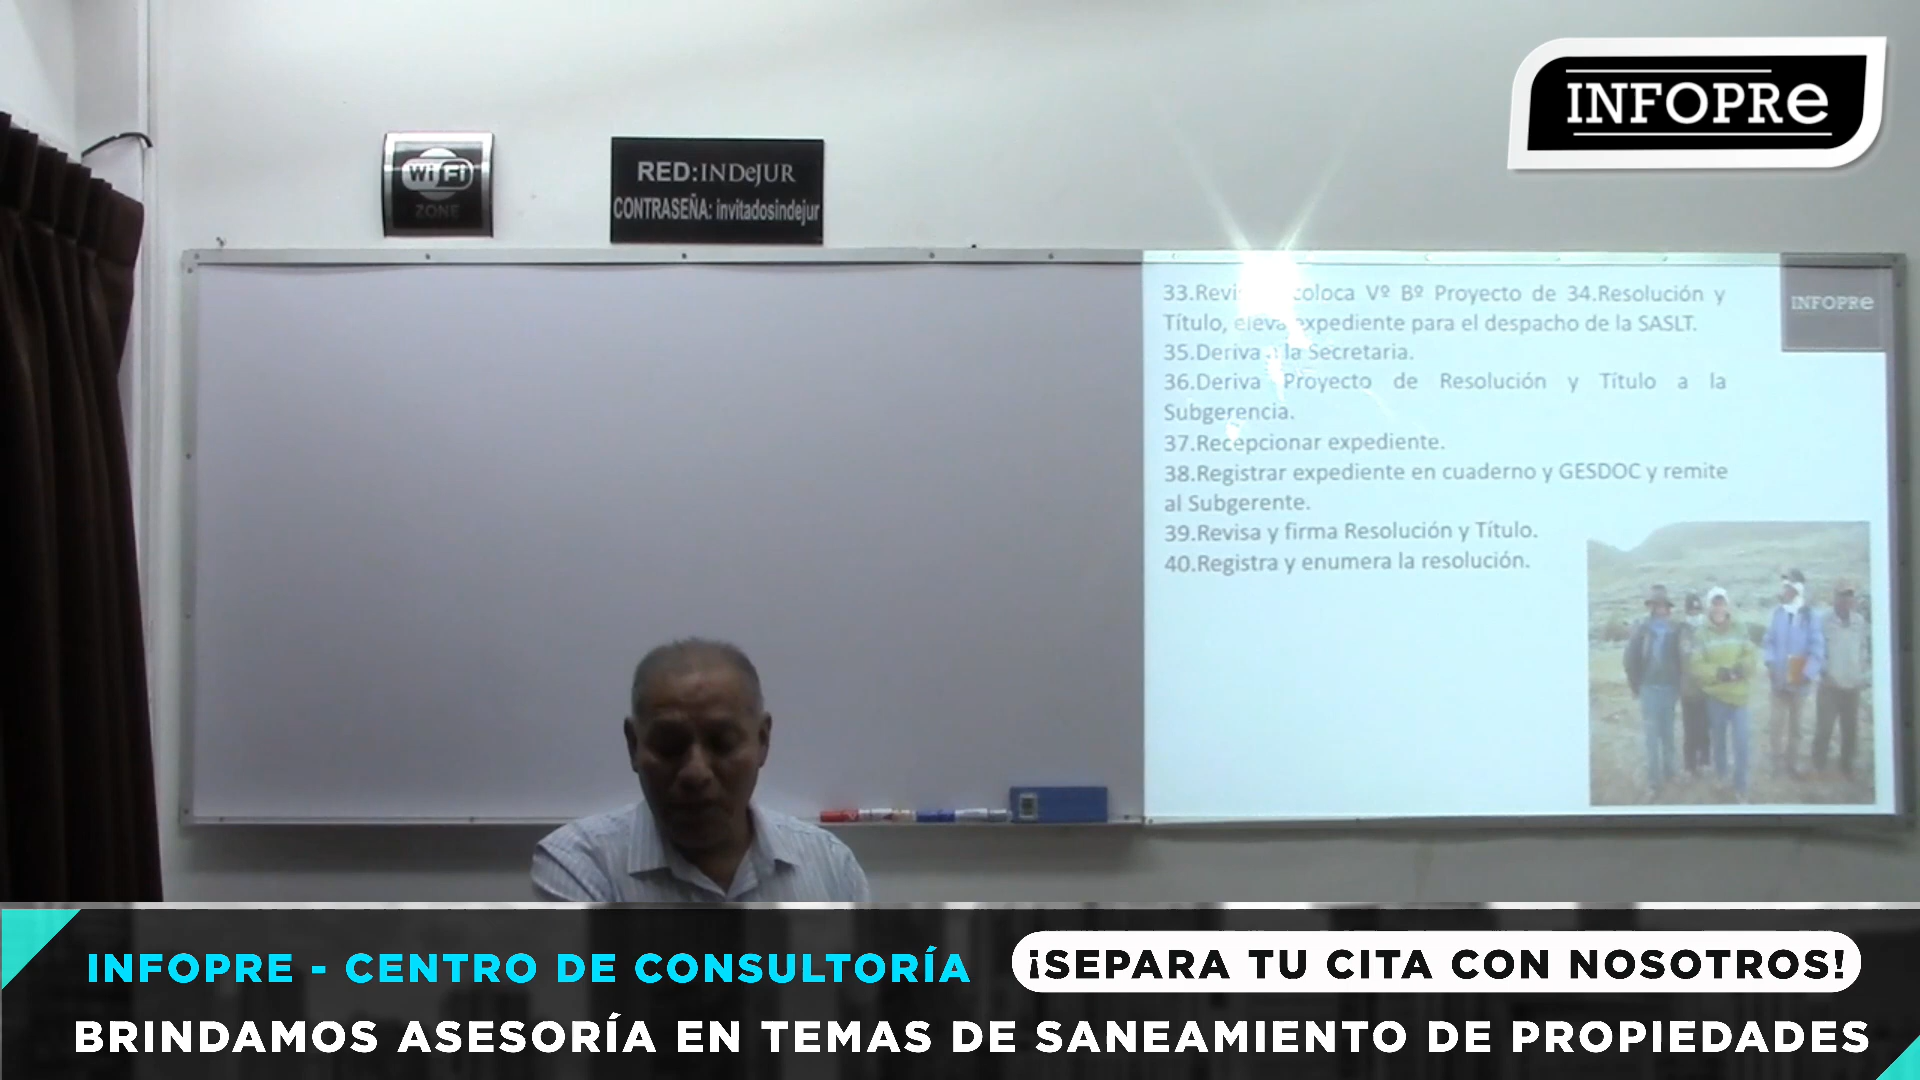 INFOPRe
WiFi
ZONE
RED:INDeJUR
CONTRASEÑA: invitadosindejur
33.Revi coloca Vº Bº Proyecto de 34.Resolución y
Título, eleva expediente para el despacho de la SASLT.
35.Deriva a la Secretaria.
36.Deriva Proyecto de Resolución y Título a la
Subgerencia.
37.Recepcionar expediente.
38.Registrar expediente en cuaderno y GESDOC y remite
al Subgerente.
39.Revisa y firma Resolución y Título.
40.Registra y enumera la resolución.
INFOPRe
INFOPRE - CENTRO DE CONSULTORÍA
¡SEPARA TU CITA CON NOSOTROS!
BRINDAMOS ASESORÍA EN TEMAS DE SANEAMIENTO DE PROPIEDADES